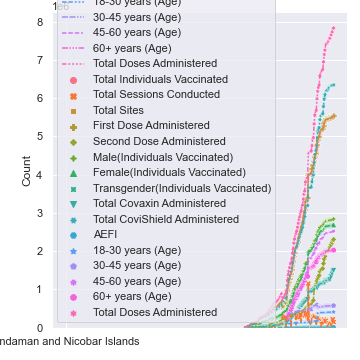 1e6
18-30 years (Age)
30-45 years (Age)
45-60 years (Age)
60+ years (Age)
Total Doses Administered
Total Individuals Vaccinated
Total Sessions Conducted
Total Sites
First Dose Administered
Second Dose Administered
Male(Individuals Vaccinated)
Female(Individuals Vaccinated)
Transgender(Individuals Vaccinated)
Total Covaxin Administered
Total CoviShield Administered
AEFI
18-30 years (Age)
30-45 years (Age)
45-60 years (Age)
60+ years (Age)
Total Doses Administered
8
7
6
5
4
3
2
1
0
Count
ndaman and Nicobar Islands